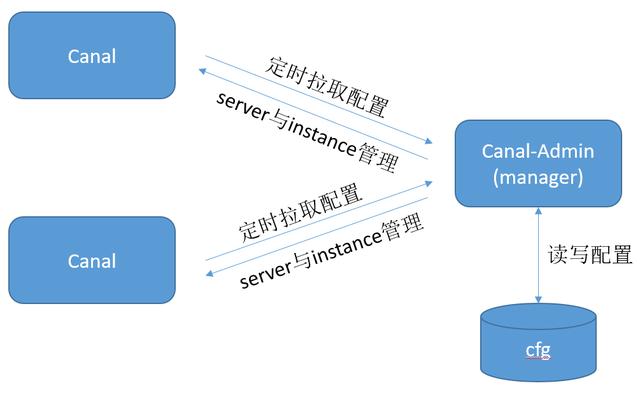 Canal
定时拉取配置
server与instance管理
Canal-Admin
(manager)
Canal
定时拉取配置
server与instance管理
读写配置
cfg